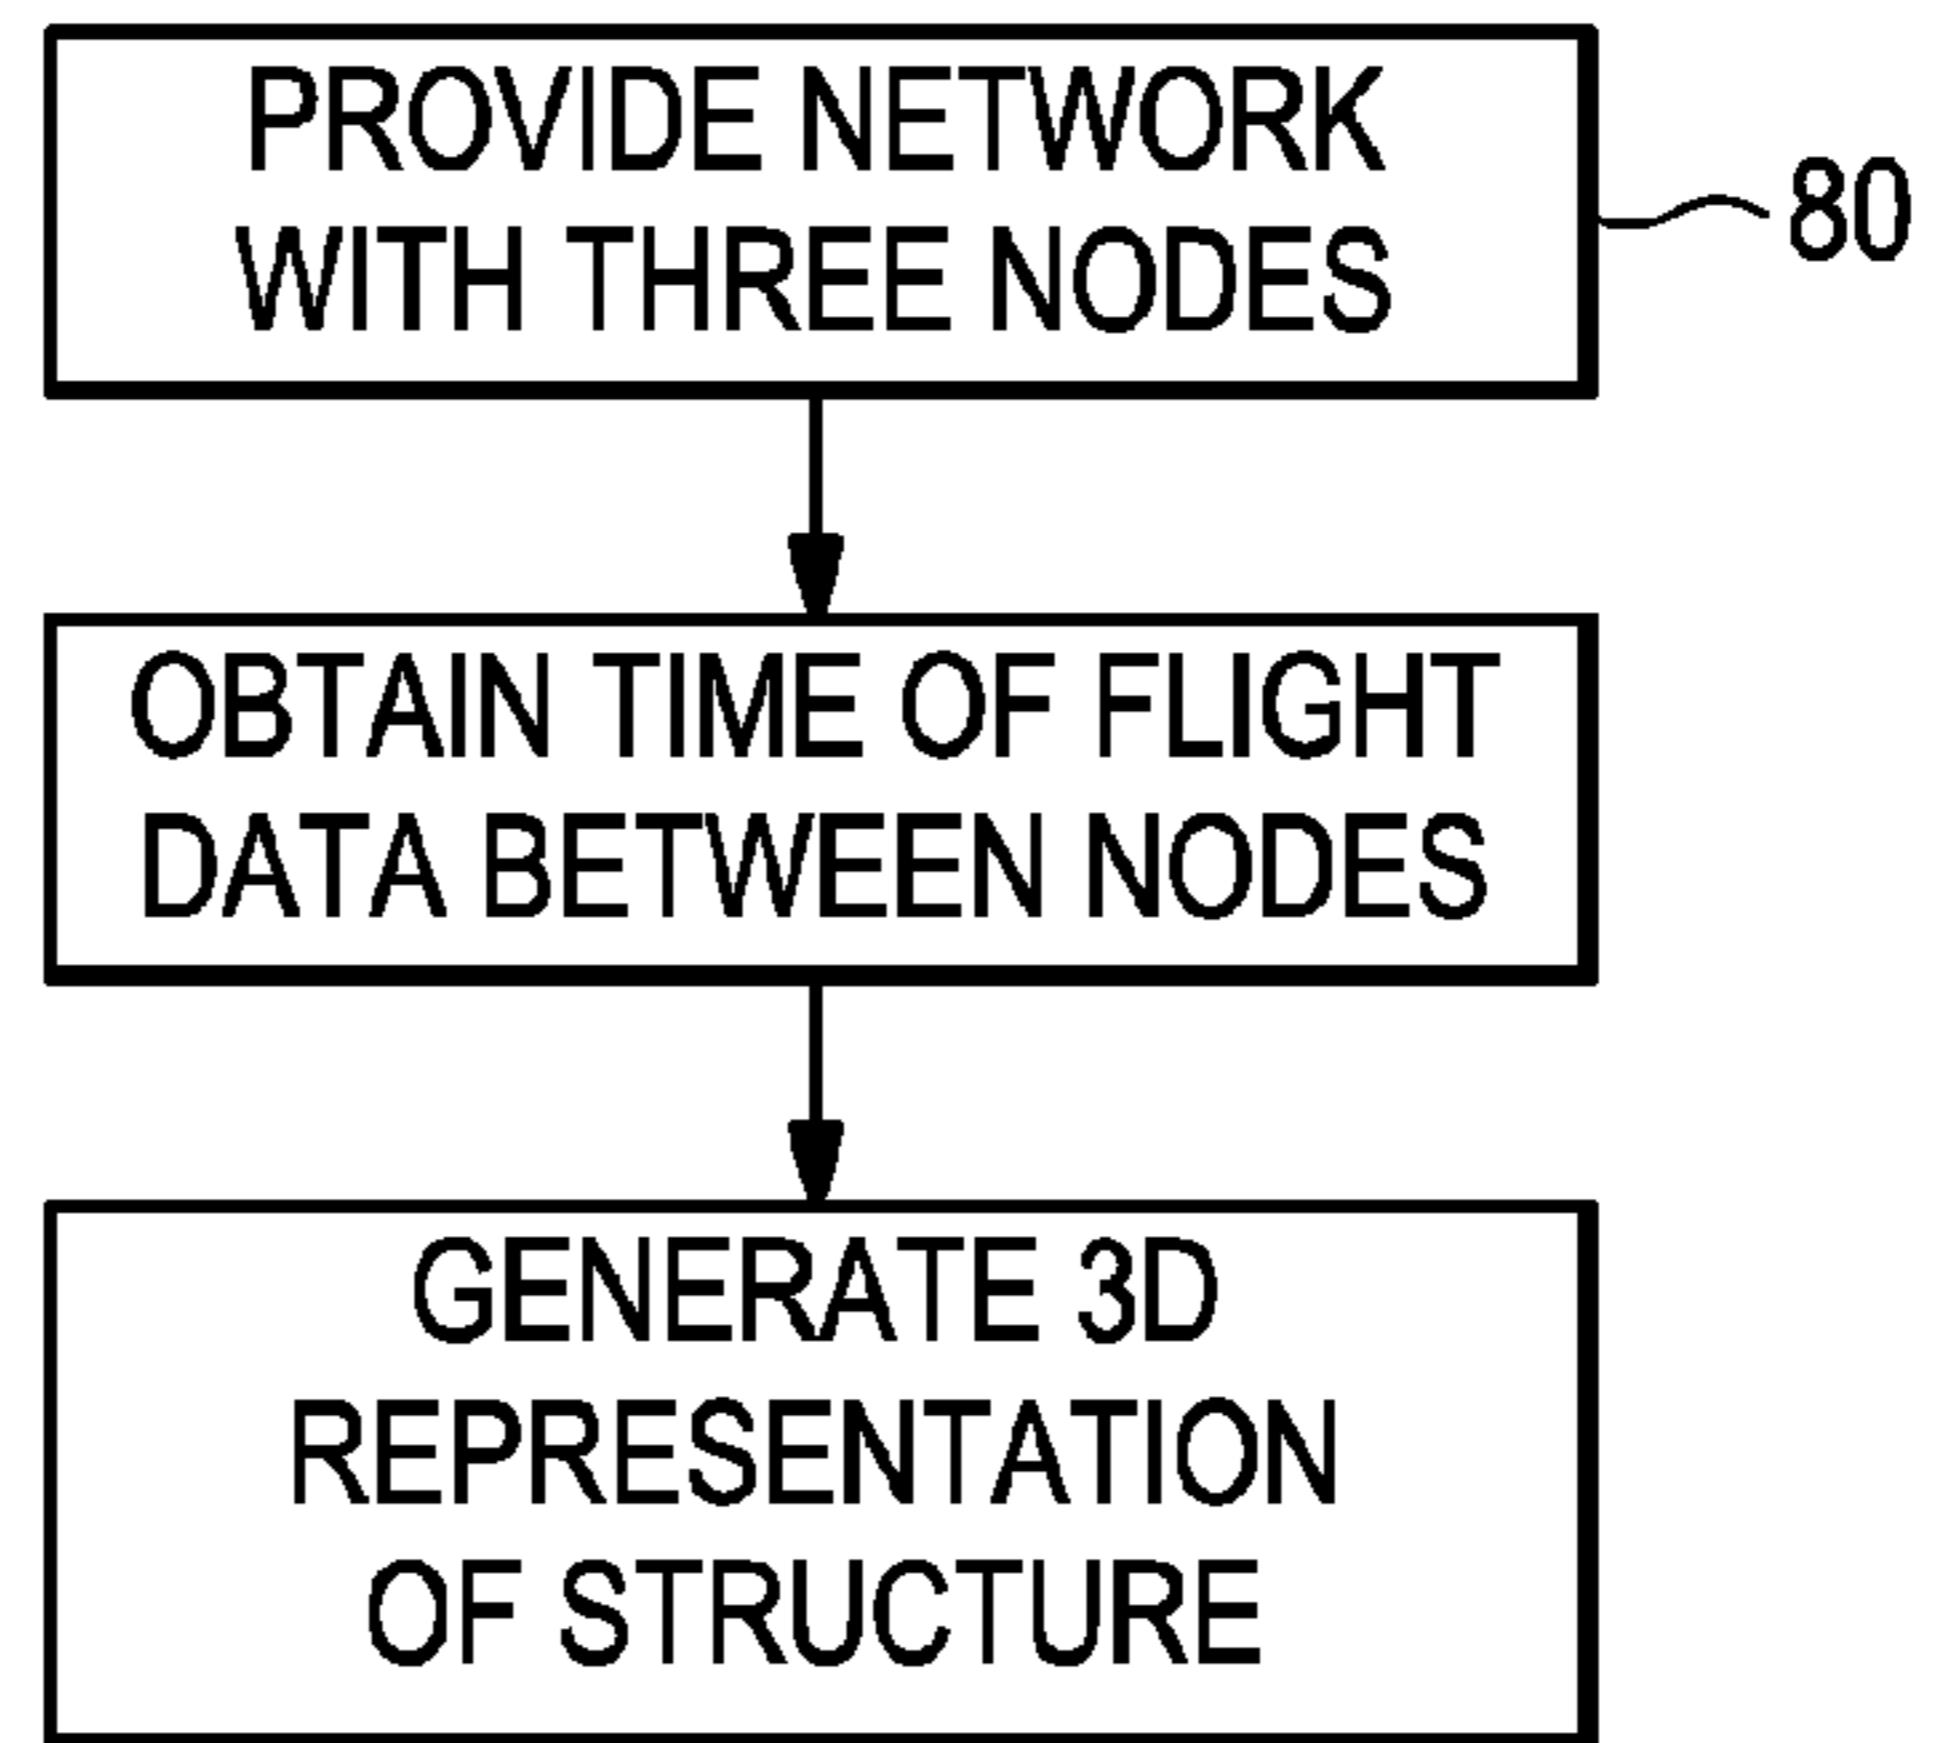 PROVIDE NETWORK
WITH THREE NODES
80
OBTAIN TIME OF FLIGHT
DATA BETWEEN NODES
GENERATE 3D
REPRESENTATION
OF STRUCTURE